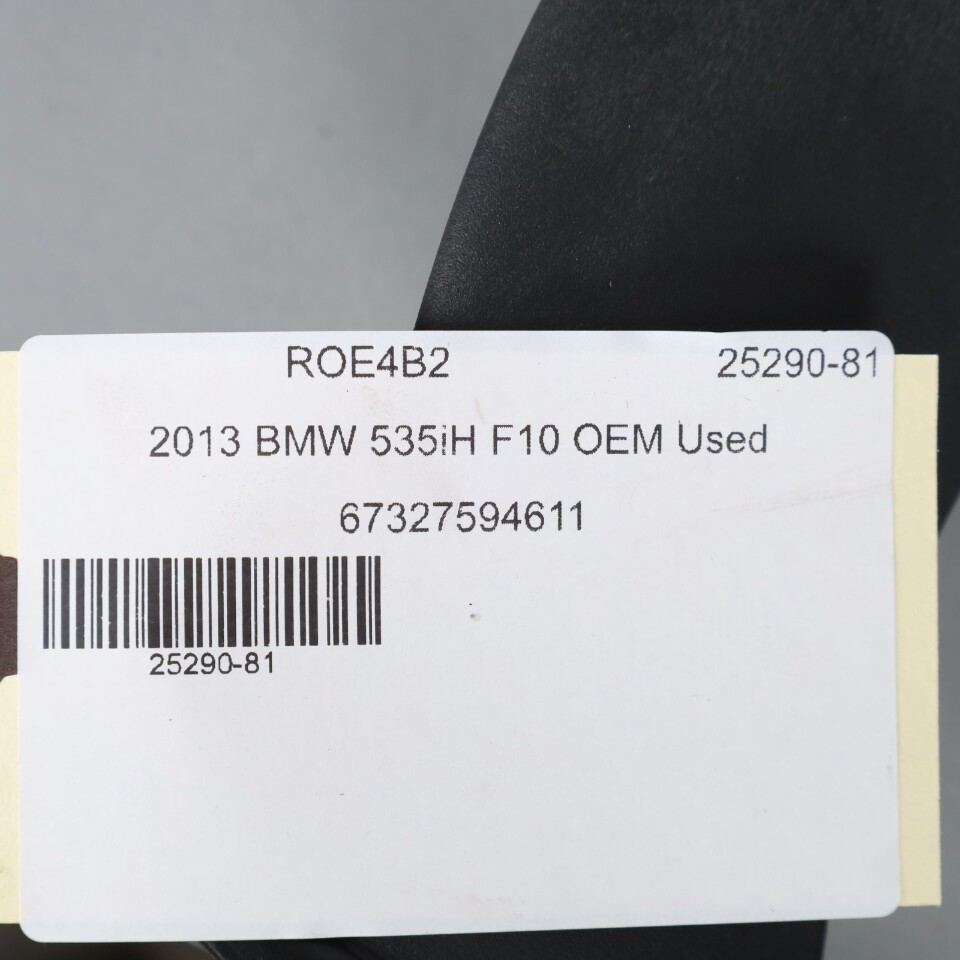 ROE4B2 25290-81
2013 BMW 535iH F10 OEM Used
67327594611
25290-81